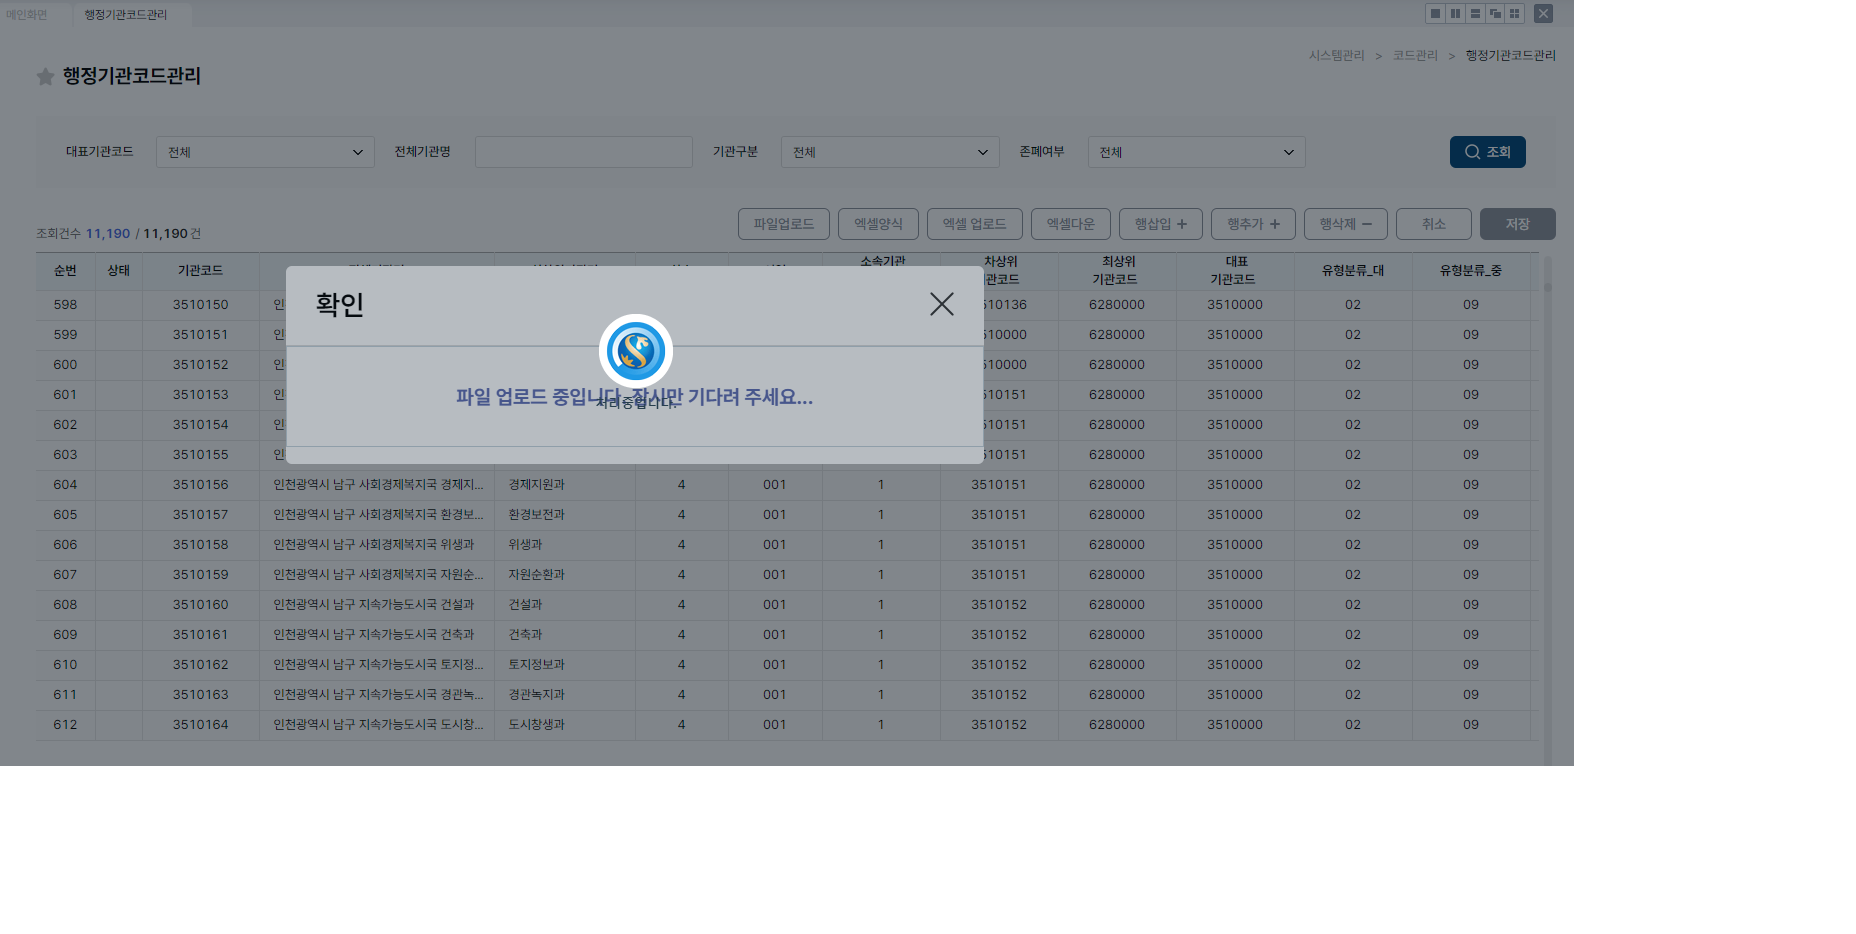 메인화면 행정기관코드관리
시스템관리 > 코드관리 > 행정기관코드관리
행정기관코드관리
대표기관코드 전체 전체기관명 기관구분 전체 존폐여부 전체 조회
파일업로드 엑셀양식 엑셀 업로드 엑셀다운 행삽입 행추가 행삭제 취소 저장
조회건수 11,190 / 11,190 건
순번 상태 기관코드 소속기관 차상위 기관코드 최상위 기관코드 대표 기관코드 유형분류_대 유형분류_중
확인
파일 업로드 중입니다. 잠시만 기다려 주세요...
처리중입니다.
598 3510150 인 510136 6280000 3510000 02 09
599 3510151 인 510000 6280000 3510000 02 09
600 3510152 인 510000 6280000 3510000 02 09
601 3510153 인 510151 6280000 3510000 02 09
602 3510154 인 510151 6280000 3510000 02 09
603 3510155 인 510151 6280000 3510000 02 09
604 3510156 인천광역시 남구 사회경제복지국 경제지... 경제지원과 4 001 1 3510151 6280000 3510000 02 09
605 3510157 인천광역시 남구 사회경제복지국 환경보... 환경보전과 4 001 1 3510151 6280000 3510000 02 09
606 3510158 인천광역시 남구 사회경제복지국 위생과 위생과 4 001 1 3510151 6280000 3510000 02 09
607 3510159 인천광역시 남구 사회경제복지국 자원순... 자원순환과 4 001 1 3510151 6280000 3510000 02 09
608 3510160 인천광역시 남구 지속가능도시국 건설과 건설과 4 001 1 3510152 6280000 3510000 02 09
609 3510161 인천광역시 남구 지속가능도시국 건축과 건축과 4 001 1 3510152 6280000 3510000 02 09
610 3510162 인천광역시 남구 지속가능도시국 토지정... 토지정보과 4 001 1 3510152 6280000 3510000 02 09
611 3510163 인천광역시 남구 지속가능도시국 경관녹... 경관녹지과 4 001 1 3510152 6280000 3510000 02 09
612 3510164 인천광역시 남구 지속가능도시국 도시창... 도시창생과 4 001 1 3510152 6280000 3510000 02 09